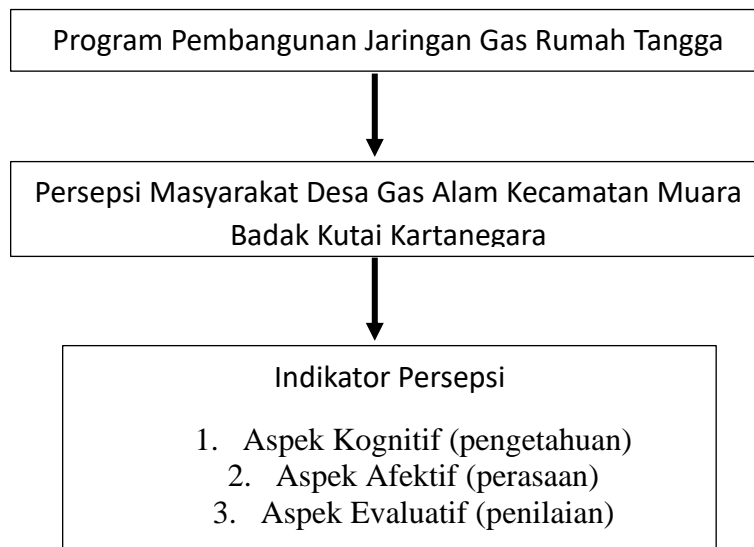 Program Pembangunan Jaringan Gas Rumah Tangga
Persepsi Masyarakat Desa Gas Alam Kecamatan Muara
Badak Kutai Kartanegara
Indikator Persepsi
1. Aspek Kognitif (pengetahuan)
2. Aspek Afektif (perasaan)
3. Aspek Evaluatif (penilaian)